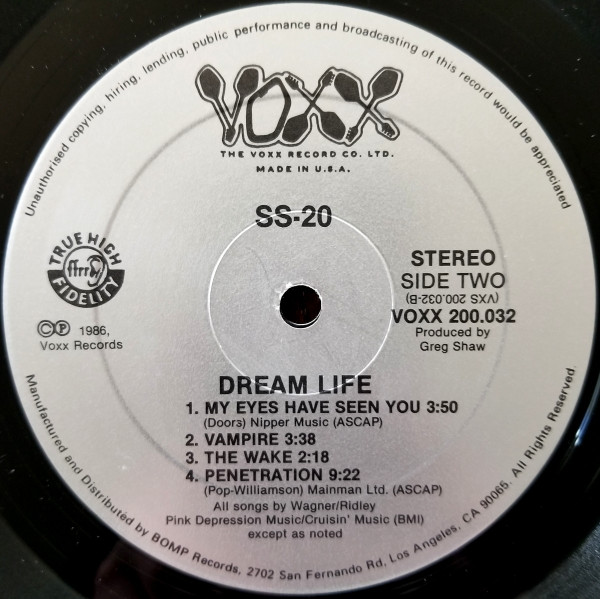 Unauthorised copying, hiring, lending, public performance and broadcasting of this record would be appreciated
VOXX
THE VOXX RECORD CO. LTD.
MADE IN U.S.A.
SS-20
TRUE HIGH
ffrr
FIDELITY
STEREO
SIDE TWO
(VXS 200.032-B)
VOXX 200.032
Produced by
Greg Shaw
©℗ 1986,
Voxx Records
DREAM LIFE
1. MY EYES HAVE SEEN YOU 3:50
(Doors) Nipper Music (ASCAP)
2. VAMPIRE 3:38
3. THE WAKE 2:18
4. PENETRATION 9:22
(Pop-Williamson) Mainman Ltd. (ASCAP)
All songs by Wagner/Ridley
Pink Depression Music/Cruisin' Music (BMI)
except as noted
Manufactured and Distributed by BOMP Records, 2702 San Fernando Rd, Los Angeles, CA 90065. All Rights Reserved.